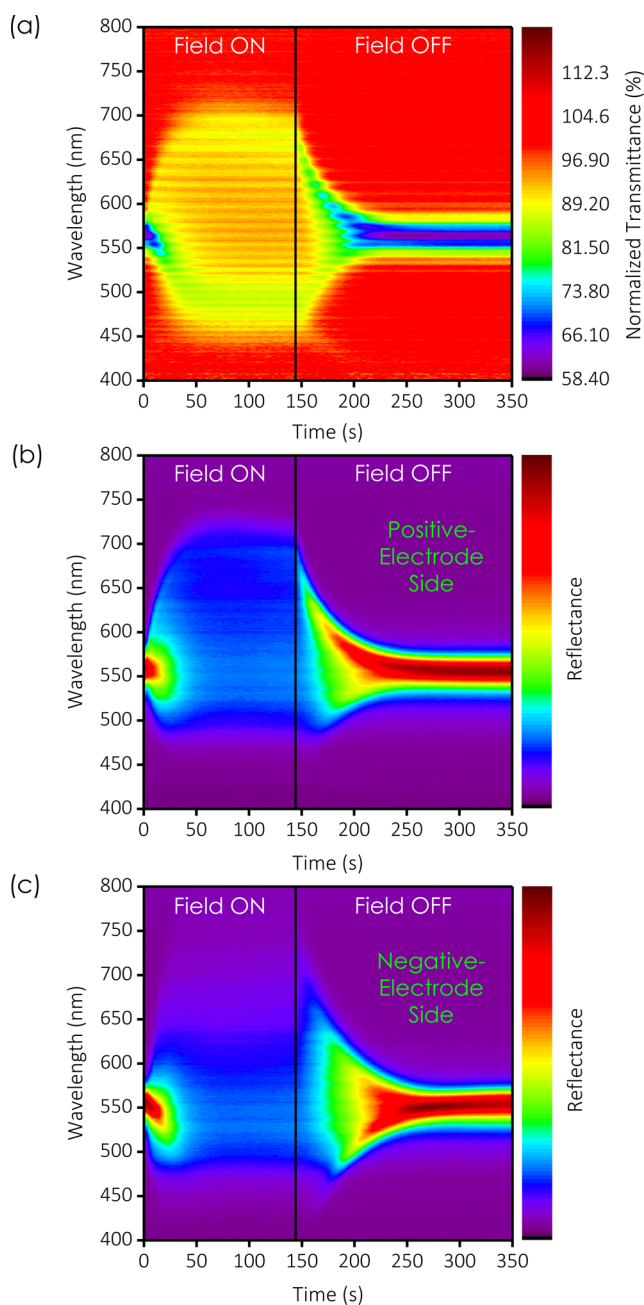 (a)
Field ON
Field OFF
800
700
600
500
400
Wavelength (nm)
0
50
100
150
200
250
300
350
Time (s)
112.3
104.6
96.90
89.20
81.50
73.80
66.10
58.40
Normalized Transmittance (%)
(b)
Field ON
Field OFF
Positive-
Electrode
Side
800
750
700
650
600
550
500
450
400
Wavelength (nm)
0
50
100
150
200
250
300
350
Time (s)
Reflectance
(c)
Field ON
Field OFF
Negative-
Electrode
Side
800
750
700
650
600
550
500
450
400
Wavelength (nm)
0
50
100
150
200
250
300
350
Time (s)
Reflectance